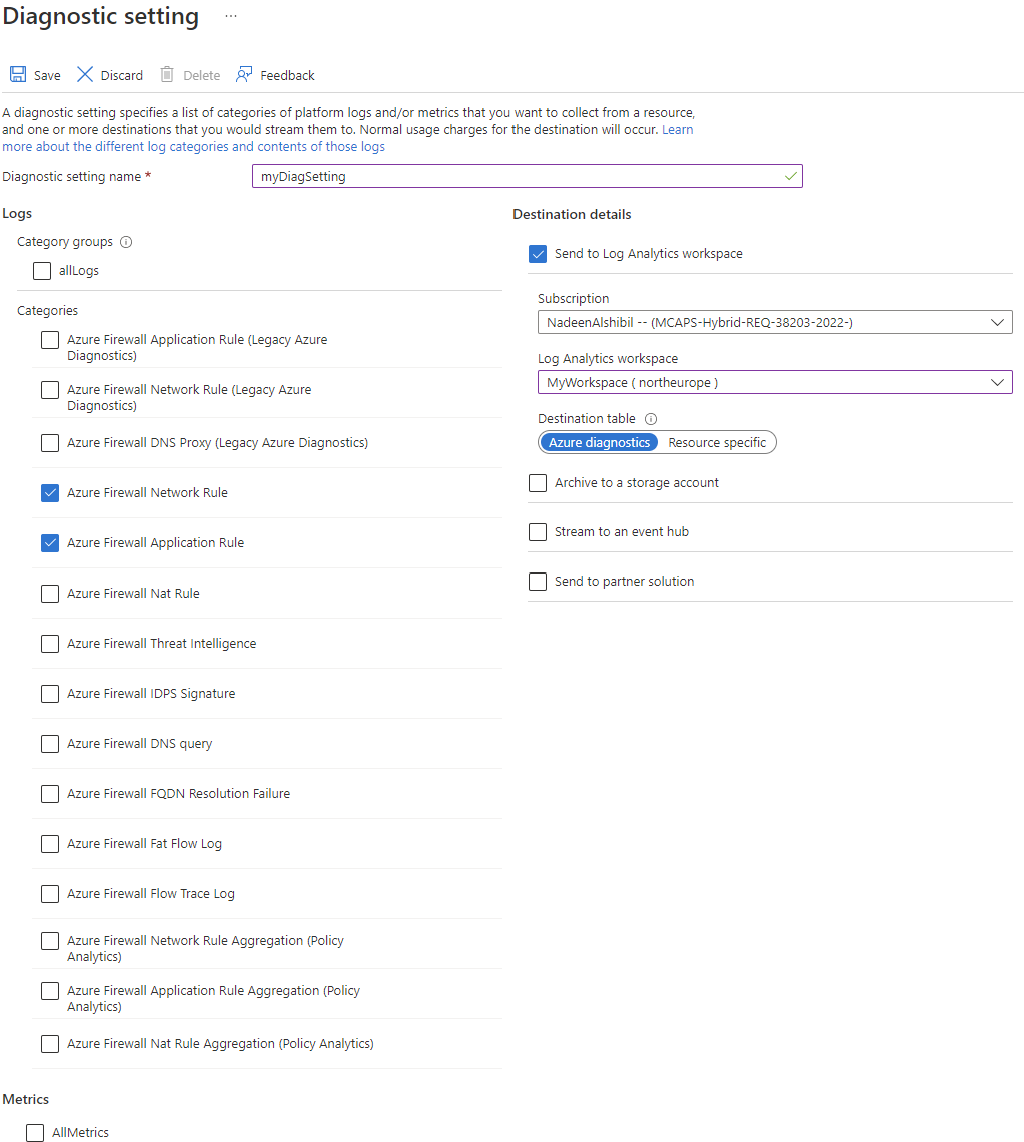 Diagnostic setting ...
Save Discard Delete Feedback
A diagnostic setting specifies a list of categories of platform logs and/or metrics that you want to collect from a resource,
and one or more destinations that you would stream them to. Normal usage charges for the destination will occur. Learn
more about the different log categories and contents of those logs
Diagnostic setting name * myDiagSetting
Logs
Category groups
allLogs
Categories
Azure Firewall Application Rule (Legacy Azure
Diagnostics)
Azure Firewall Network Rule (Legacy Azure
Diagnostics)
Azure Firewall DNS Proxy (Legacy Azure Diagnostics)
Azure Firewall Network Rule
Azure Firewall Application Rule
Azure Firewall Nat Rule
Azure Firewall Threat Intelligence
Azure Firewall IDPS Signature
Azure Firewall DNS query
Azure Firewall FQDN Resolution Failure
Azure Firewall Fat Flow Log
Azure Firewall Flow Trace Log
Azure Firewall Network Rule Aggregation (Policy
Analytics)
Azure Firewall Application Rule Aggregation (Policy
Analytics)
Azure Firewall Nat Rule Aggregation (Policy Analytics)
Metrics
AllMetrics
Destination details
Send to Log Analytics workspace
Subscription
NadeenAlshibil -- (MCAPS-Hybrid-REQ-38203-2022-)
Log Analytics workspace
MyWorkspace ( northeurope )
Destination table
Azure diagnostics Resource specific
Archive to a storage account
Stream to an event hub
Send to partner solution